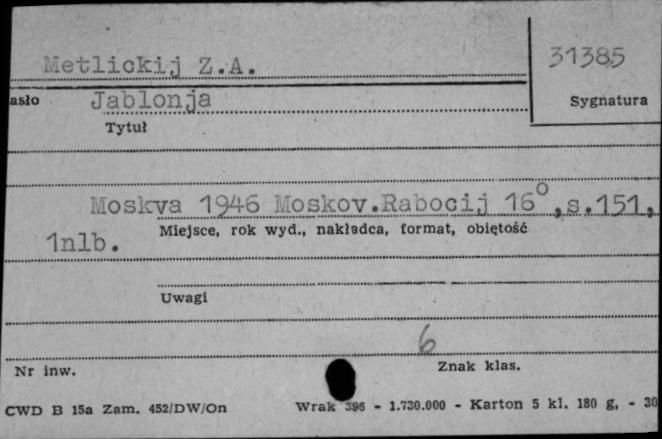 Metlickij Z.A.
31385
asło
Jablonja
Sygnatura
Tytuł
Moskva 1946 Moskov.Rabocij 16°,s.151,
1nlb.
Miejsce, rok wyd., nakładca, format, objętość
Uwagi
6
Nr inw.
Znak klas.
CWD B 15a Zam. 452/DW/On
Wrak 396 - 1.730.000 - Karton 5 kl. 180 g, - 30